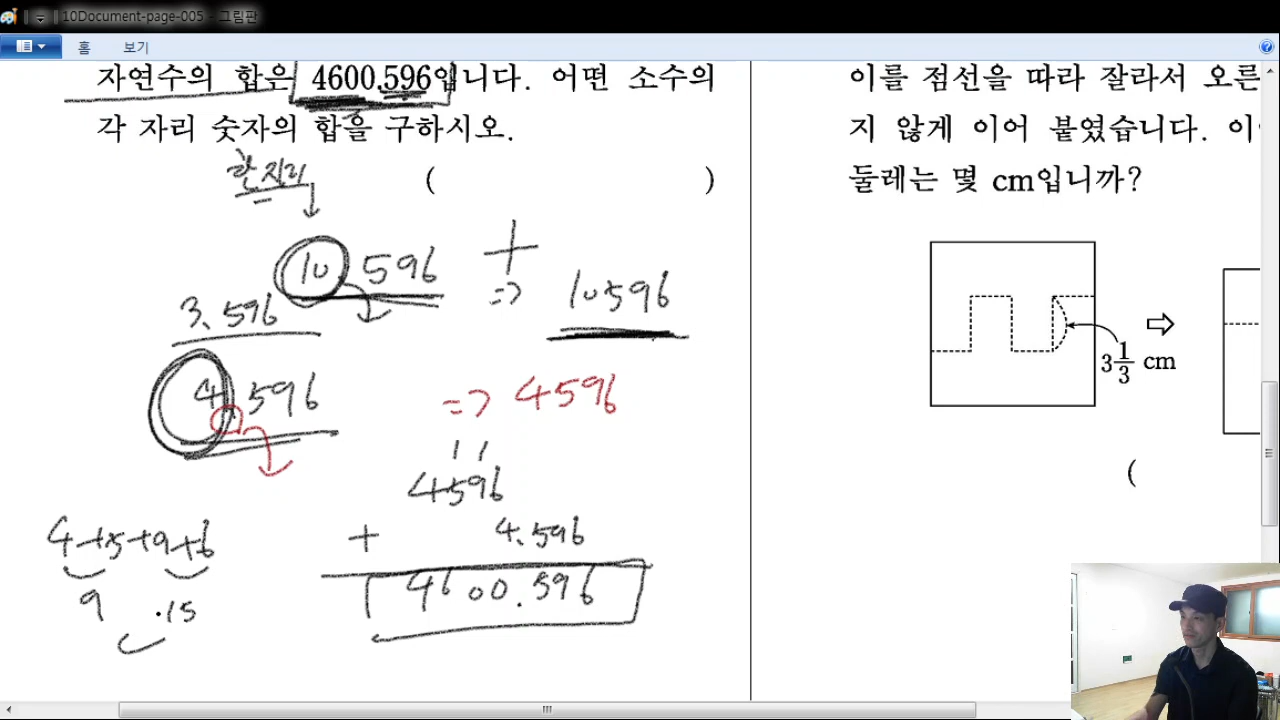 10Document-page-005 - 그림판
홈 보기
자연수의 합은 4600.596입니다. 어떤 소수의
각 자리 숫자의 합을 구하시오.
( )
한 자리
10.596 + => 10596
3.596
4.596 => 4596
4596
+ 4.596
4600.596
4+5+9+6
9 15
이를 점선을 따라 잘라서 오른
지 않게 이어 붙였습니다. 이
둘레는 몇 cm입니까?
⇨
3 1/3 cm
(